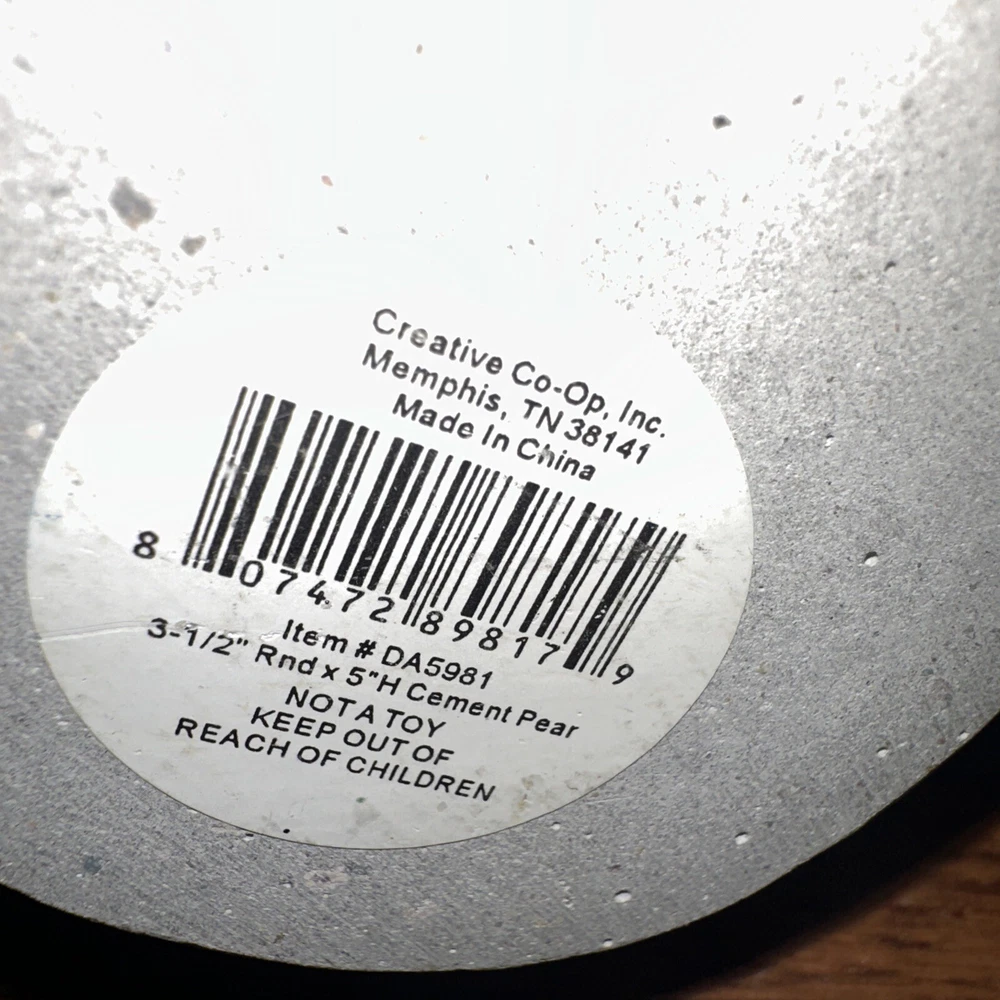 Creative Co-Op, Inc.
Memphis, TN 38141
Made In China
8 07472 89817 9
Item # DA5981
3-1/2" Rnd x 5"H Cement Pear
NOT A TOY
KEEP OUT OF
REACH OF CHILDREN